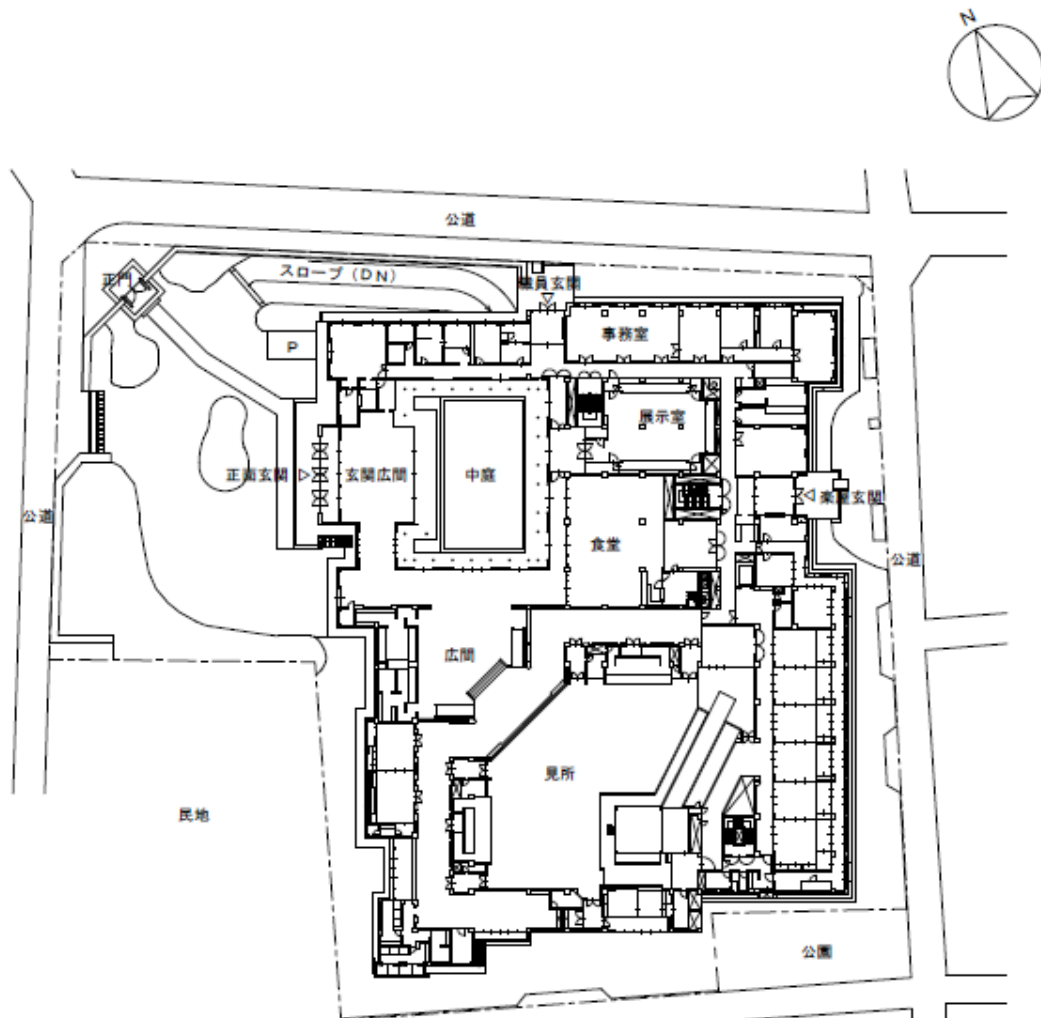 N
公道
正門
スロープ（DN）
職員玄関
事務室
P
展示室
正面玄関
玄関広間
中庭
楽屋玄関
公道
食堂
公道
広間
見所
民地
公園